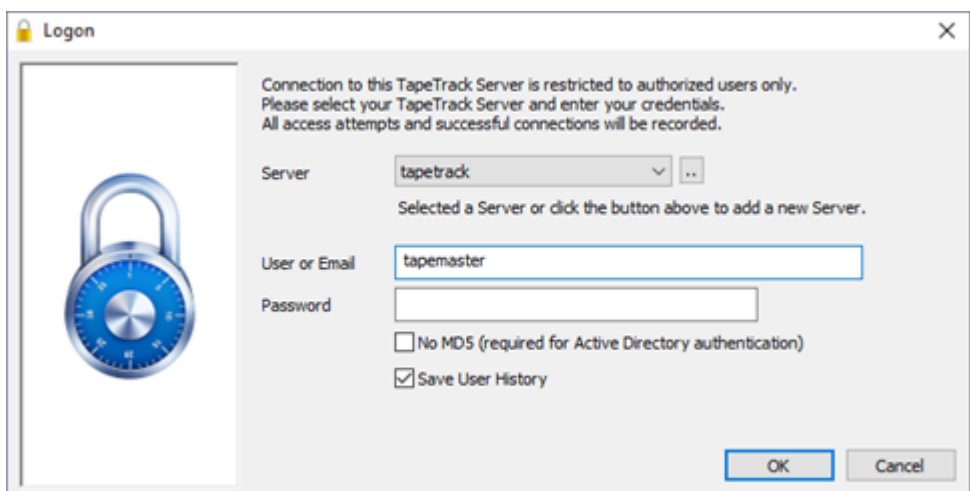 Logon
Connection to this TapeTrack Server is restricted to authorized users only.
Please select your TapeTrack Server and enter your credentials.
All access attempts and successful connections will be recorded.
Server
tapetrack
..
Selected a Server or click the button above to add a new Server.
User or Email
tapemaster
Password
No MD5 (required for Active Directory authentication)
Save User History
OK
Cancel